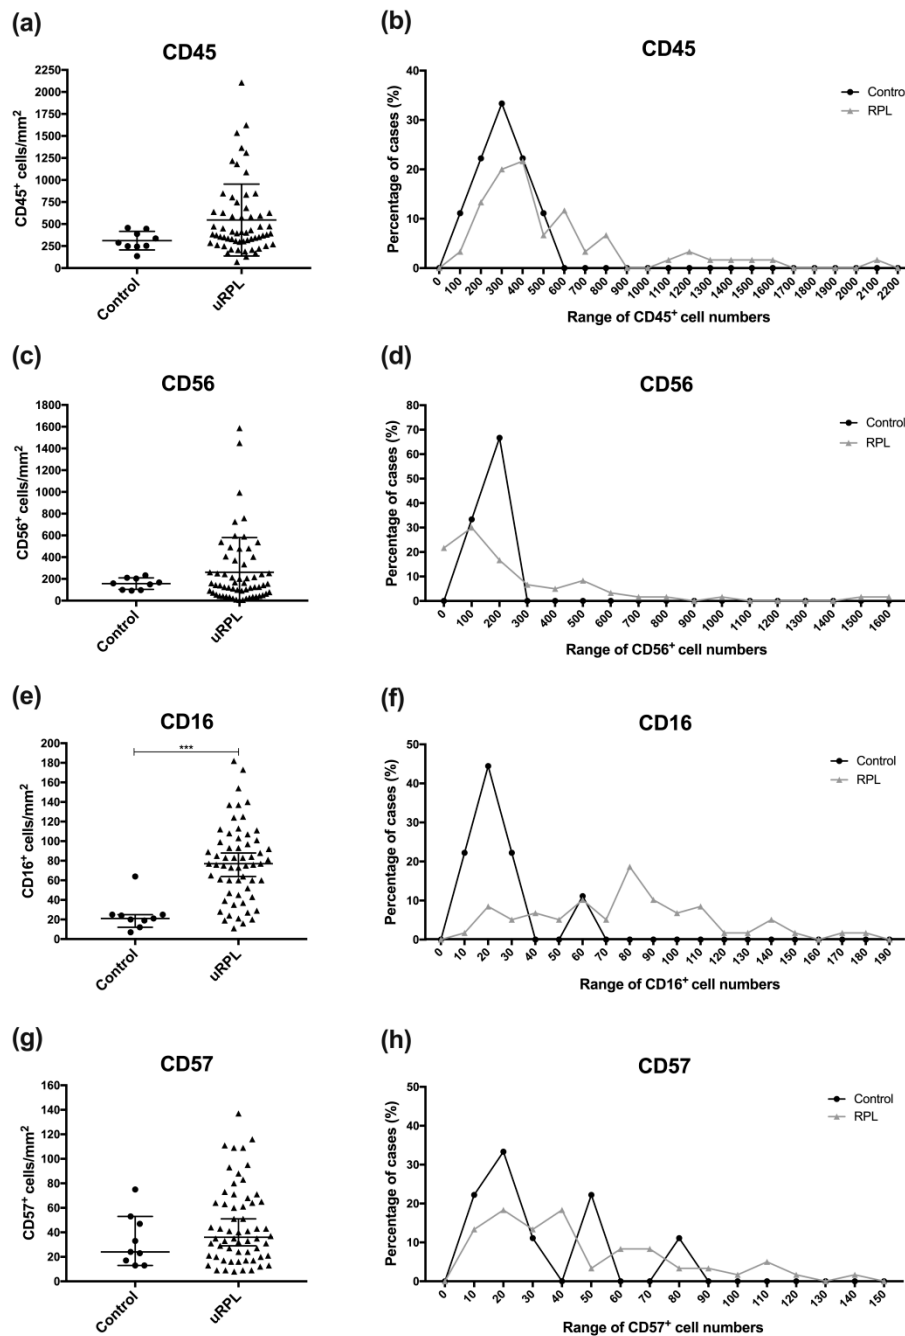 (a)
CD45
CD45+ cells/mm2
2250
2000
1750
1500
1250
1000
750
500
250
0
Control
uRPL
(b)
CD45
Percentage of cases (%)
40
30
20
10
0
Control
RPL
0 100 200 300 400 500 600 700 800 900 1000 1100 1200 1300 1400 1500 1600 1700 1800 1900 2000 2100 2200
Range of CD45+ cell numbers
(c)
CD56
CD56+ cells/mm2
1800
1600
1400
1200
1000
800
600
400
200
0
Control
uRPL
(d)
CD56
Percentage of cases (%)
80
70
60
50
40
30
20
10
0
Control
RPL
0 100 200 300 400 500 600 700 800 900 1000 1100 1200 1300 1400 1500 1600
Range of CD56+ cell numbers
(e)
CD16
CD16+ cells/mm2
200
180
160
140
120
100
80
60
40
20
0
***
Control
uRPL
(f)
CD16
Percentage of cases (%)
50
40
30
20
10
0
Control
RPL
0 10 20 30 40 50 60 70 80 90 100 110 120 130 140 150 160 170 180 190
Range of CD16+ cell numbers
(g)
CD57
CD57+ cells/mm2
160
140
120
100
80
60
40
20
0
Control
uRPL
(h)
CD57
Percentage of cases (%)
50
40
30
20
10
0
Control
RPL
0 10 20 30 40 50 60 70 80 90 100 110 120 130 140 150
Range of CD57+ cell numbers